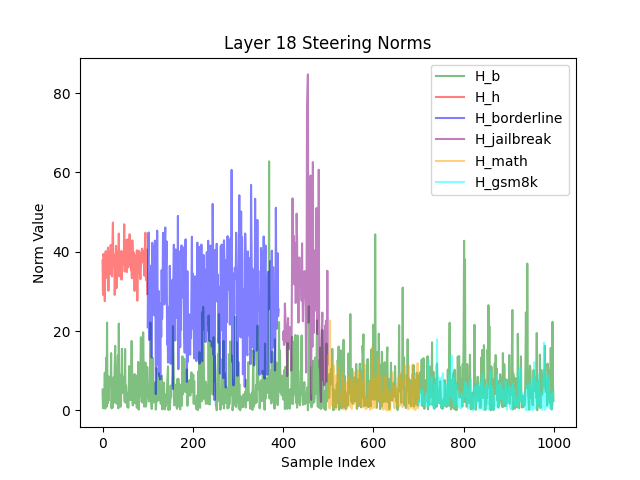 Layer 18 Steering Norms
H_b
H_h
H_borderline
H_jailbreak
H_math
H_gsm8k
Norm Value
80
60
40
20
0
0
200
400
600
800
1000
Sample Index